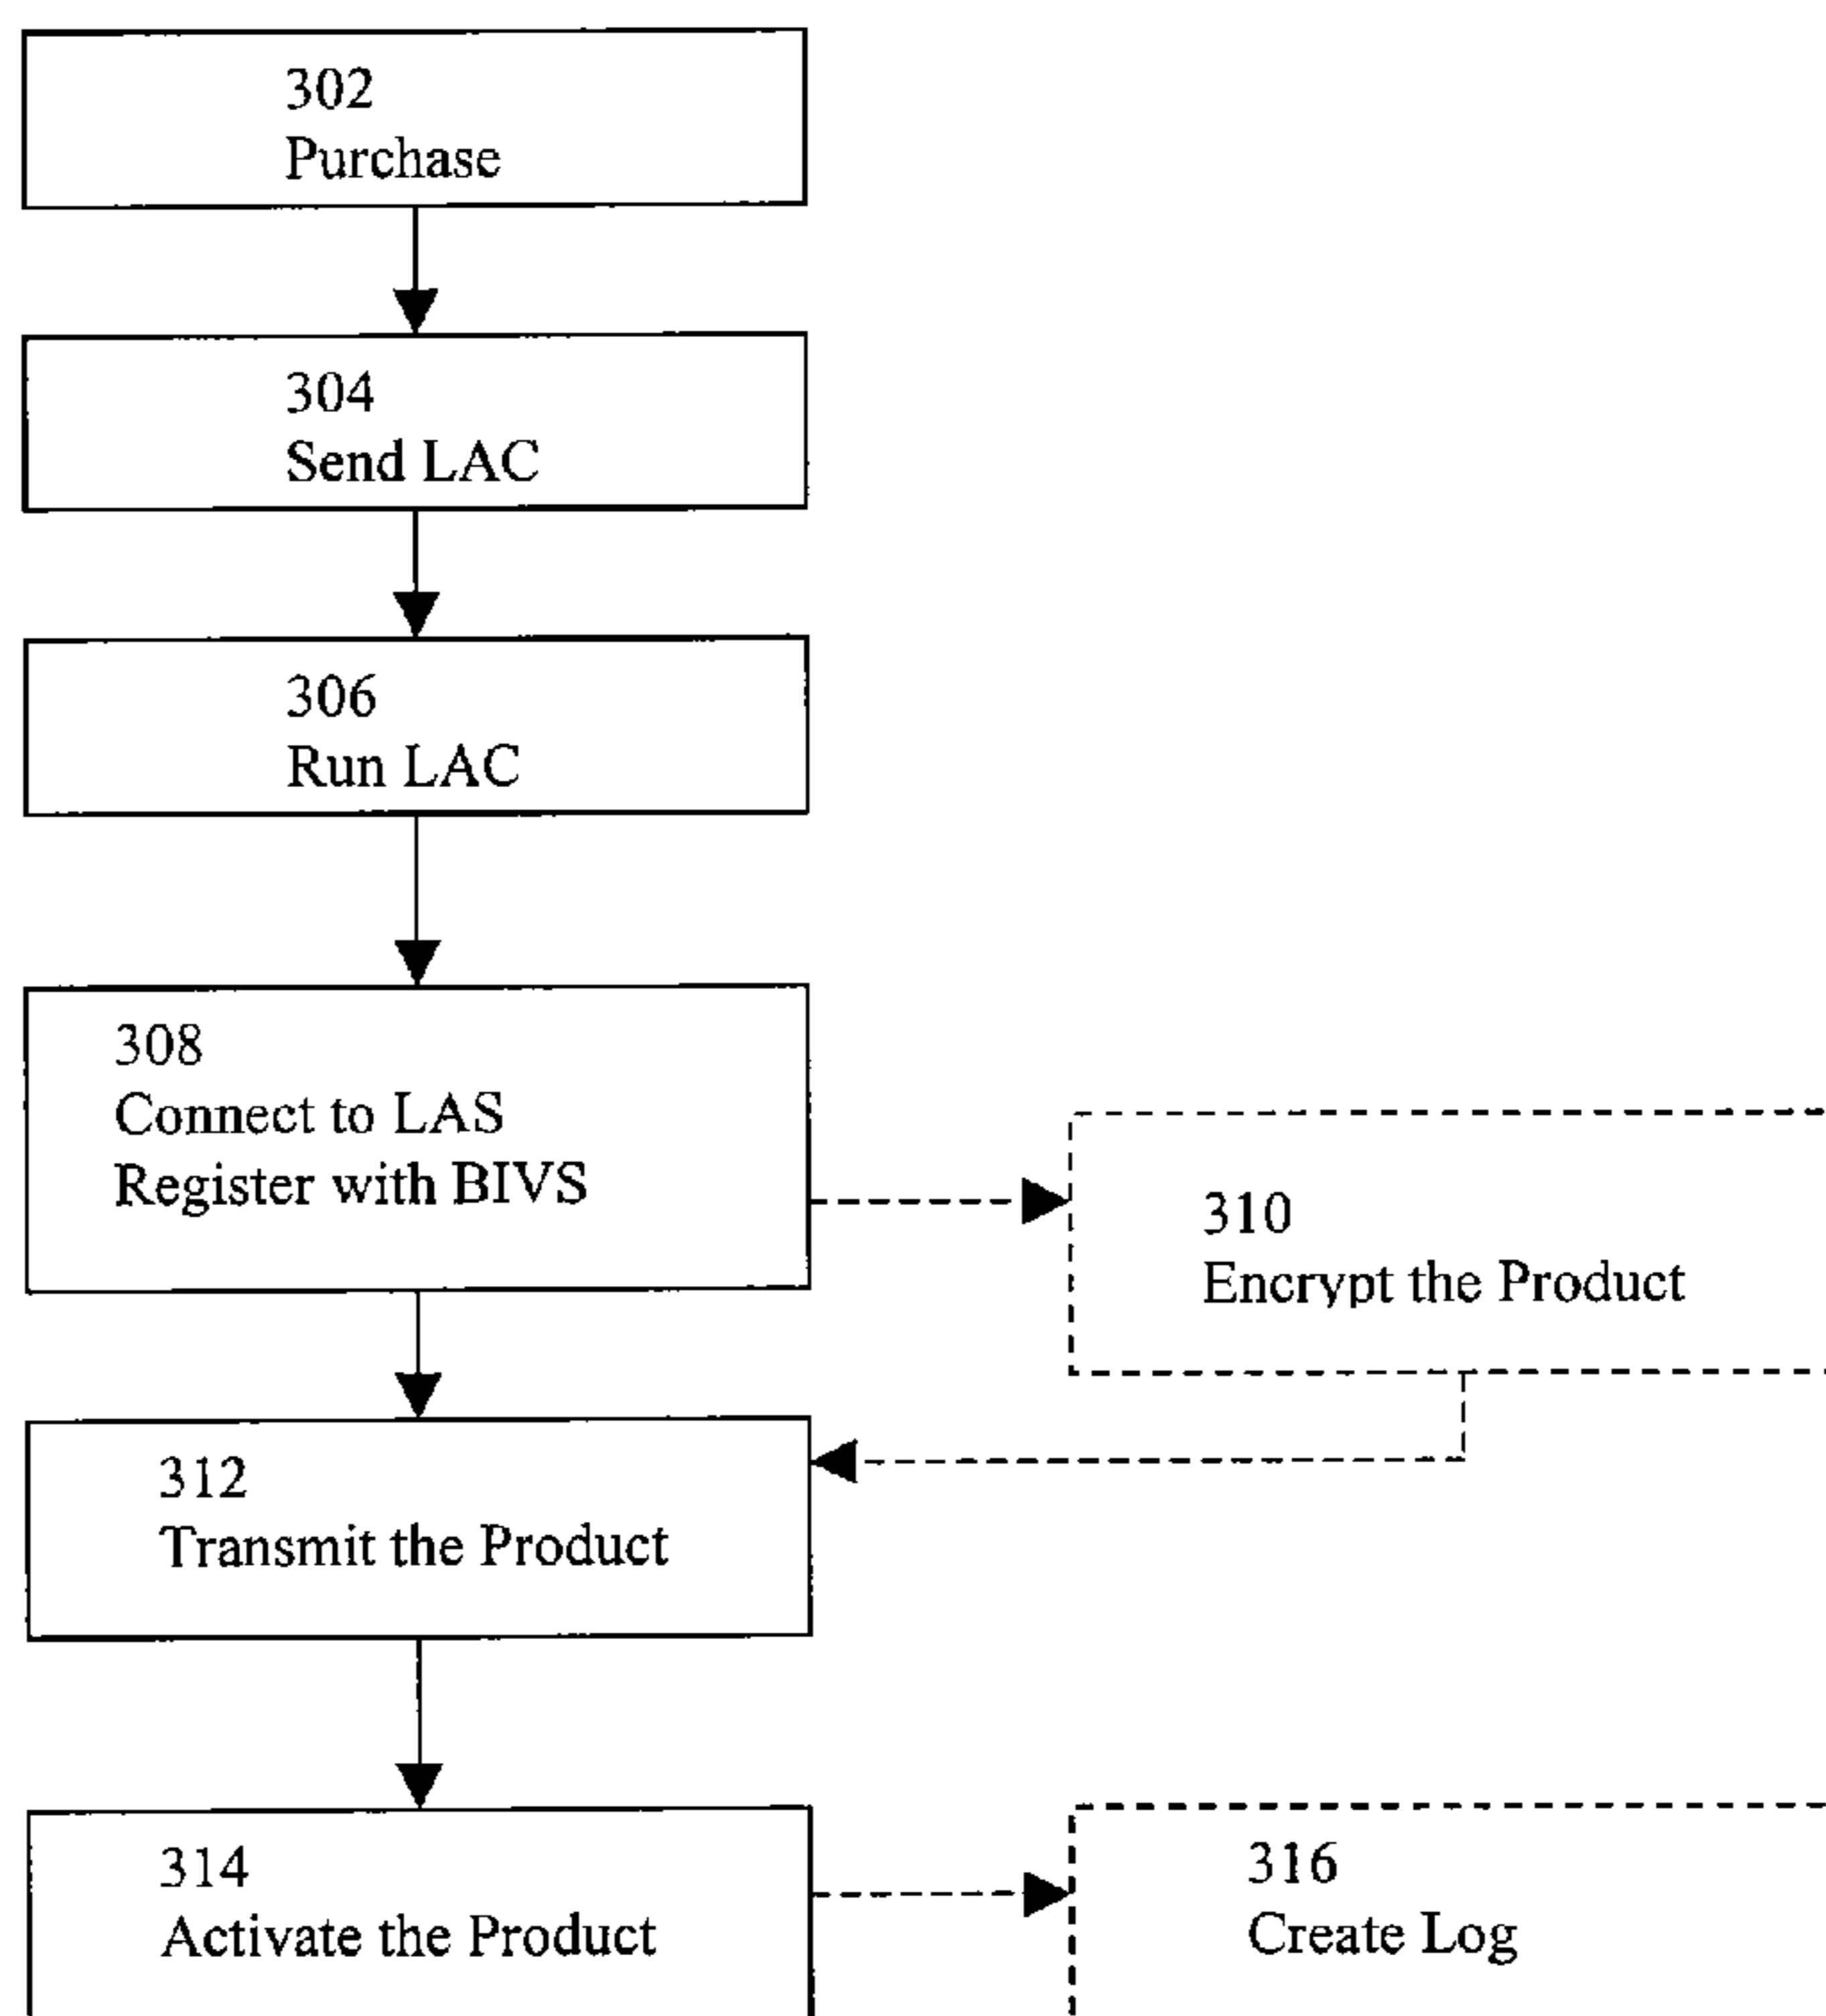 302
Purchase
304
Send LAC
306
Run LAC
308
Connect to LAS
Register with BIVS
310
Encrypt the Product
312
Transmit the Product
314
Activate the Product
316
Create Log